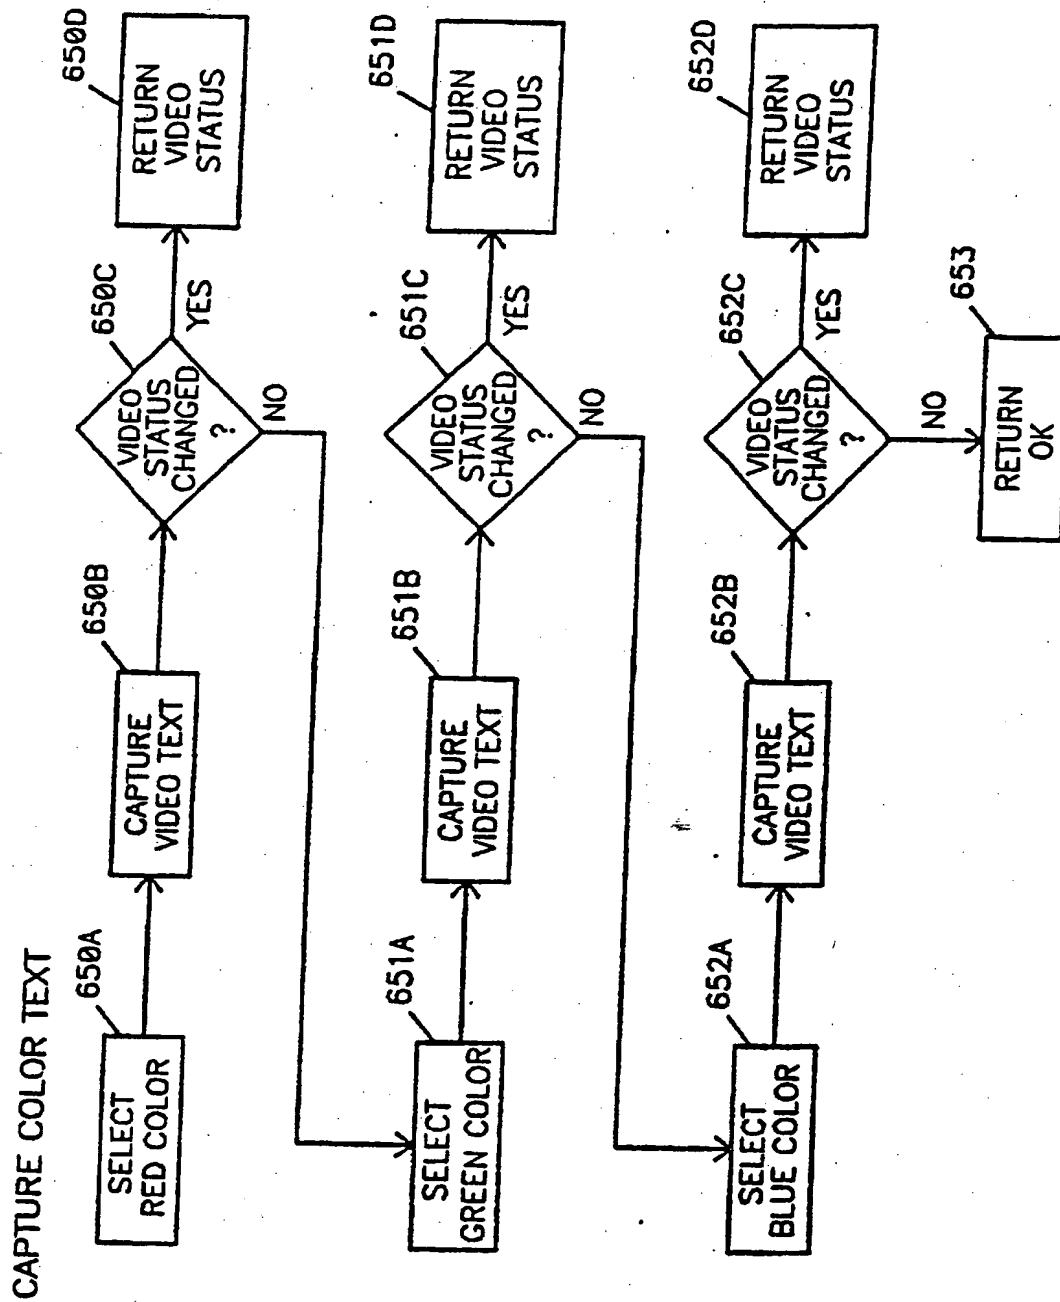 CAPTURE COLOR TEXT
650A
SELECT
RED COLOR
650B
CAPTURE
VIDEO TEXT
650C
VIDEO
STATUS
CHANGED
?
YES
NO
650D
RETURN
VIDEO
STATUS
651A
SELECT
GREEN COLOR
651B
CAPTURE
VIDEO TEXT
651C
VIDEO
STATUS
CHANGED
?
YES
NO
651D
RETURN
VIDEO
STATUS
652A
SELECT
BLUE COLOR
652B
CAPTURE
VIDEO TEXT
652C
VIDEO
STATUS
CHANGED
?
YES
NO
652D
RETURN
VIDEO
STATUS
653
RETURN
OK